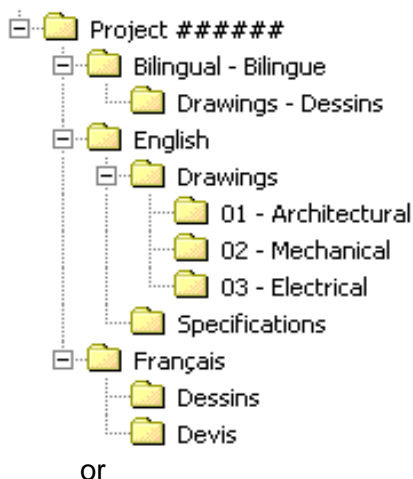 Project ######
Bilingual - Bilingue
Drawings - Dessins
English
Drawings
01 - Architectural
02 - Mechanical
03 - Electrical
Specifications
Français
Dessins
Devis
or